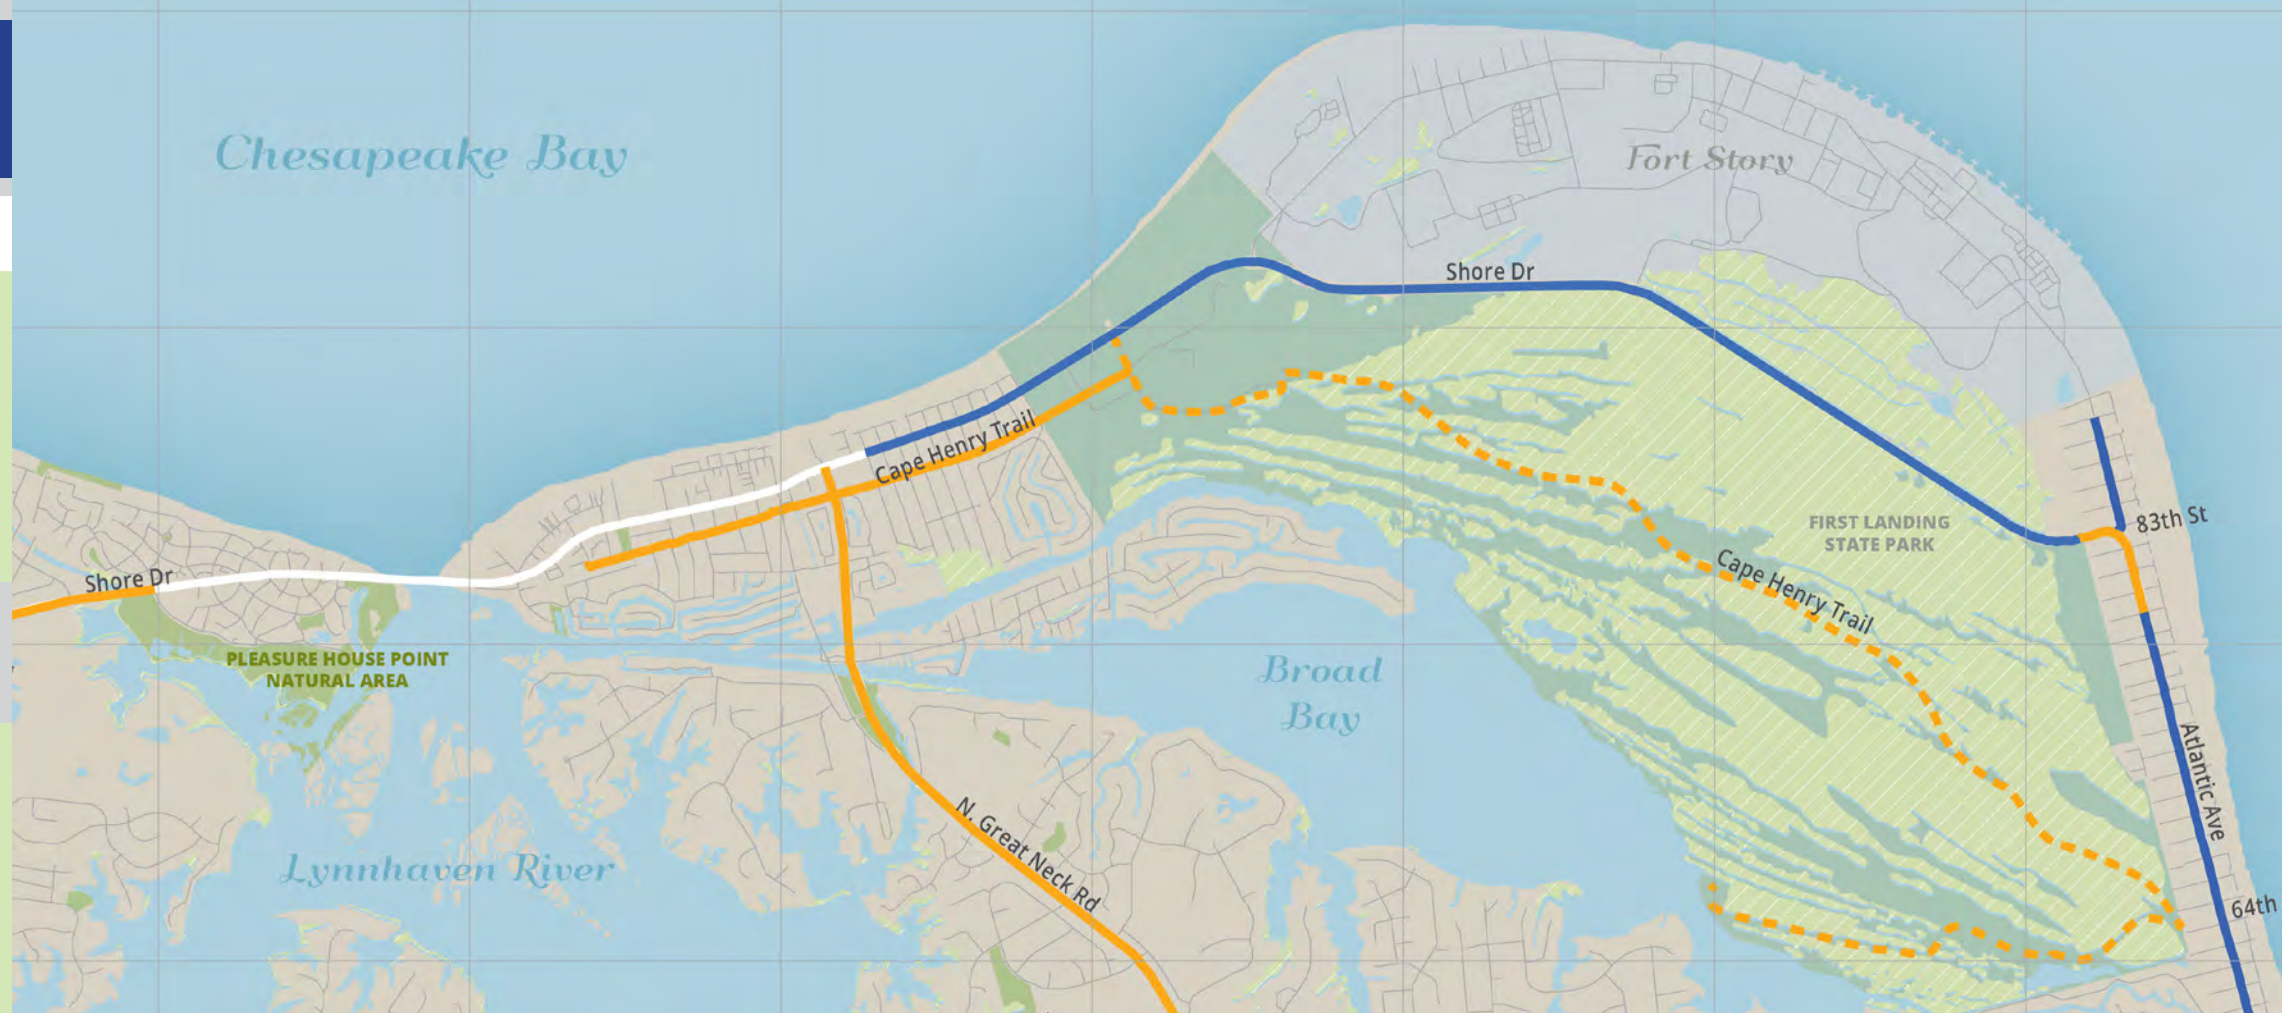 Chesapeake Bay
Fort Story
Shore Dr
Cape Henry Trail
83th St
FIRST LANDING
STATE PARK
Cape Henry Trail
Shore Dr
PLEASURE HOUSE POINT
NATURAL AREA
Broad
Bay
Atlantic Ave
N. Great Neck Rd
Lynnhaven River
64th